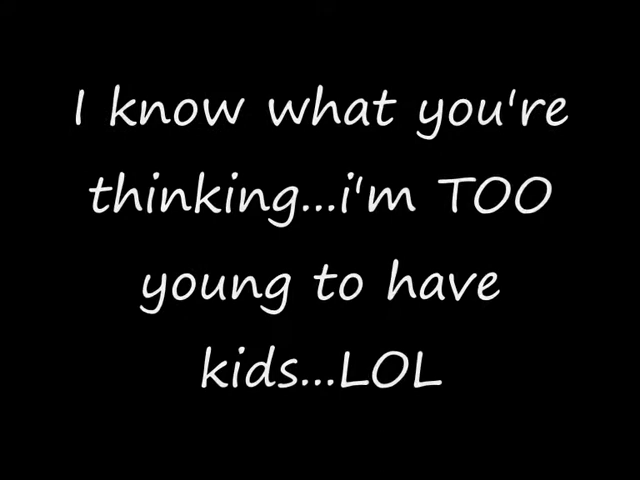 I know what you're
thinking...i'm TOO
young to have
kids...LOL